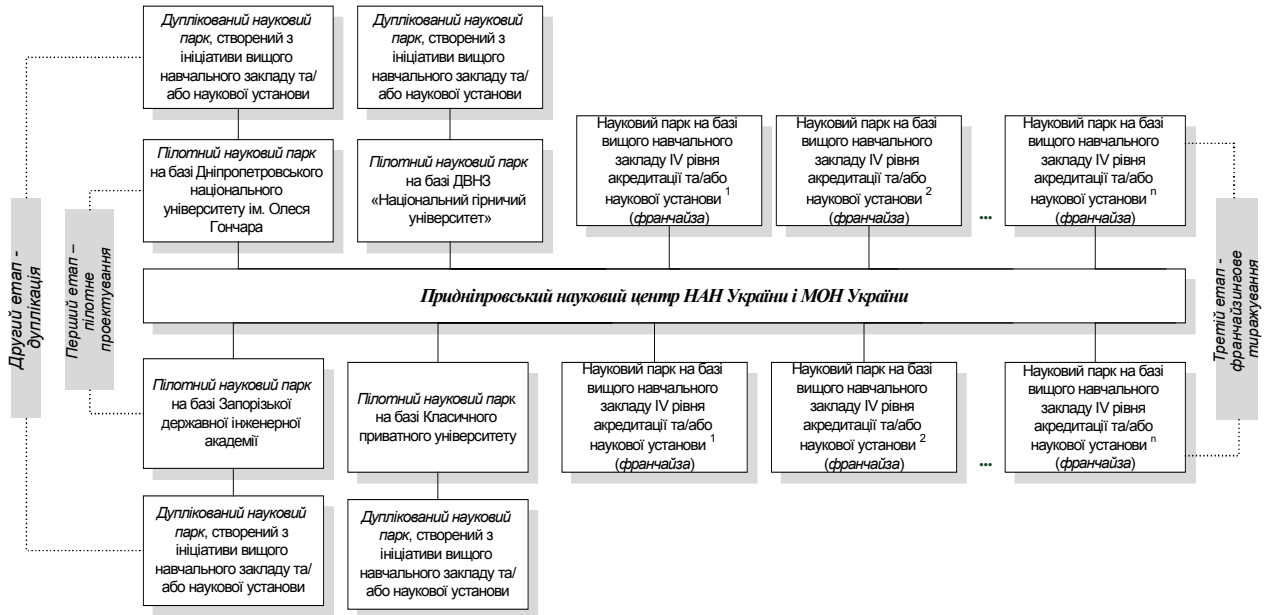 Дуплікований науковий
парк, створений з
ініціативи вищого
навчального закладу та/
або наукової установи
Дуплікований науковий
парк, створений з
ініціативи вищого
навчального закладу та/
або наукової установи
Пілотний науковий парк
на базі Дніпропетровського
національного
університету ім. Олеся
Гончара
Пілотний науковий парк
на базі ДВНЗ
«Національний гірничий
університет»
Науковий парк на базі
вищого навчального
закладу IV рівня
акредитації та/або
наукової установи 1
(франчайза)
Науковий парк на базі
вищого навчального
закладу IV рівня
акредитації та/або
наукової установи 2
(франчайза)
...
Науковий парк на базі
вищого навчального
закладу IV рівня
акредитації та/або
наукової установи n
(франчайза)
Другий етап -
дуплікація
Перший етап –
пілотне
проектування
Придніпровський науковий центр НАН України і МОН України
Третій етап -
франчайзингове
тиражування
Пілотний науковий парк
на базі Запорізької
державної інженерної
академії
Пілотний науковий парк
на базі Класичного
приватного університету
Науковий парк на базі
вищого навчального
закладу IV рівня
акредитації та/або
наукової установи 1
(франчайза)
Науковий парк на базі
вищого навчального
закладу IV рівня
акредитації та/або
наукової установи 2
(франчайза)
...
Науковий парк на базі
вищого навчального
закладу IV рівня
акредитації та/або
наукової установи n
(франчайза)
Дуплікований науковий
парк, створений з
ініціативи вищого
навчального закладу та/
або наукової установи
Дуплікований науковий
парк, створений з
ініціативи вищого
навчального закладу та/
або наукової установи